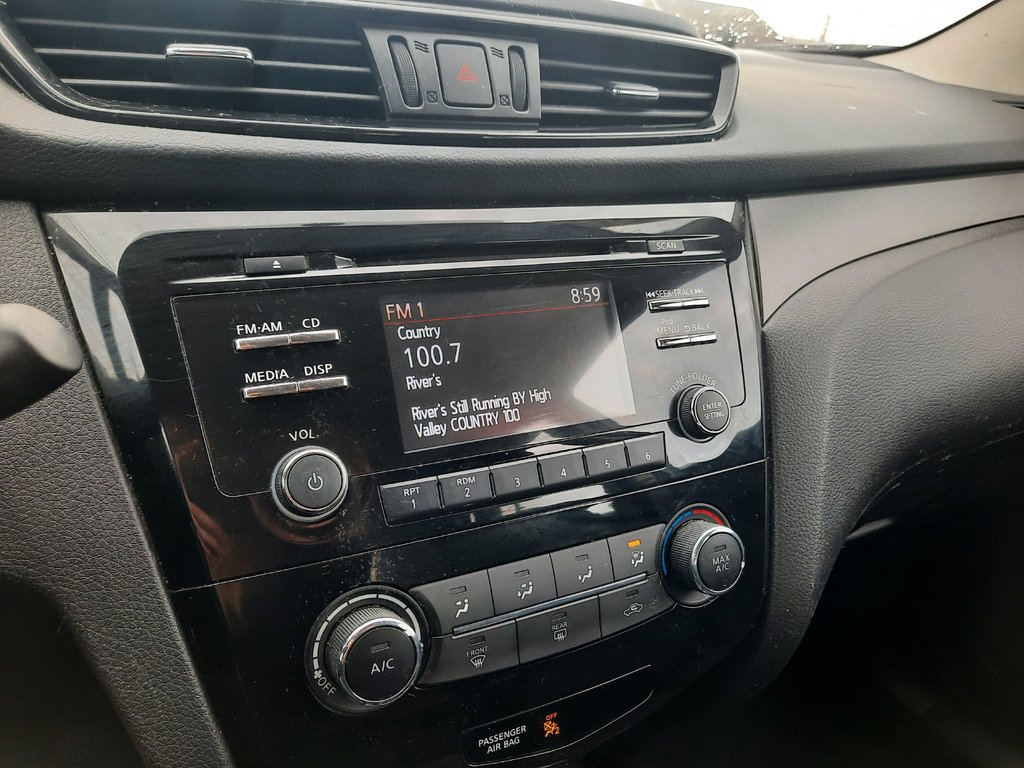 SCAN
FM·AM CD
MEDIA DISP
VOL
FM 1 8:59
Country
100.7
River's
River's Still Running BY High
Valley COUNTRY 100
SEEK·TRACK
iPod
MENU BACK
TUNE·FOLDER
ENTER
SETTING
RPT
1
RDM
2
3
4
5
6
MAX
A/C
A/C
OFF
FRONT
REAR
PASSENGER
AIR BAG
OFF
2